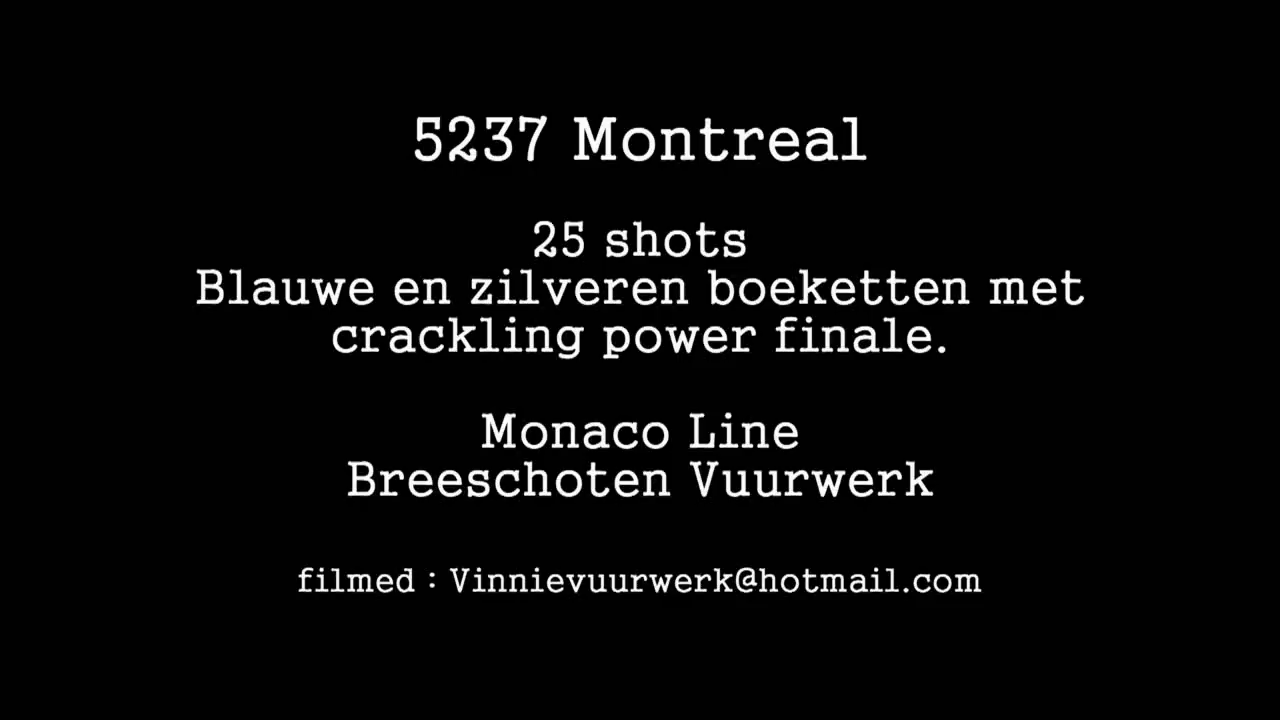 5237 Montreal
25 shots
Blauwe en zilveren boeketten met
crackling power finale.
Monaco Line
Breeschoten Vuurwerk
filmed : Vinnievuurwerk@hotmail.com